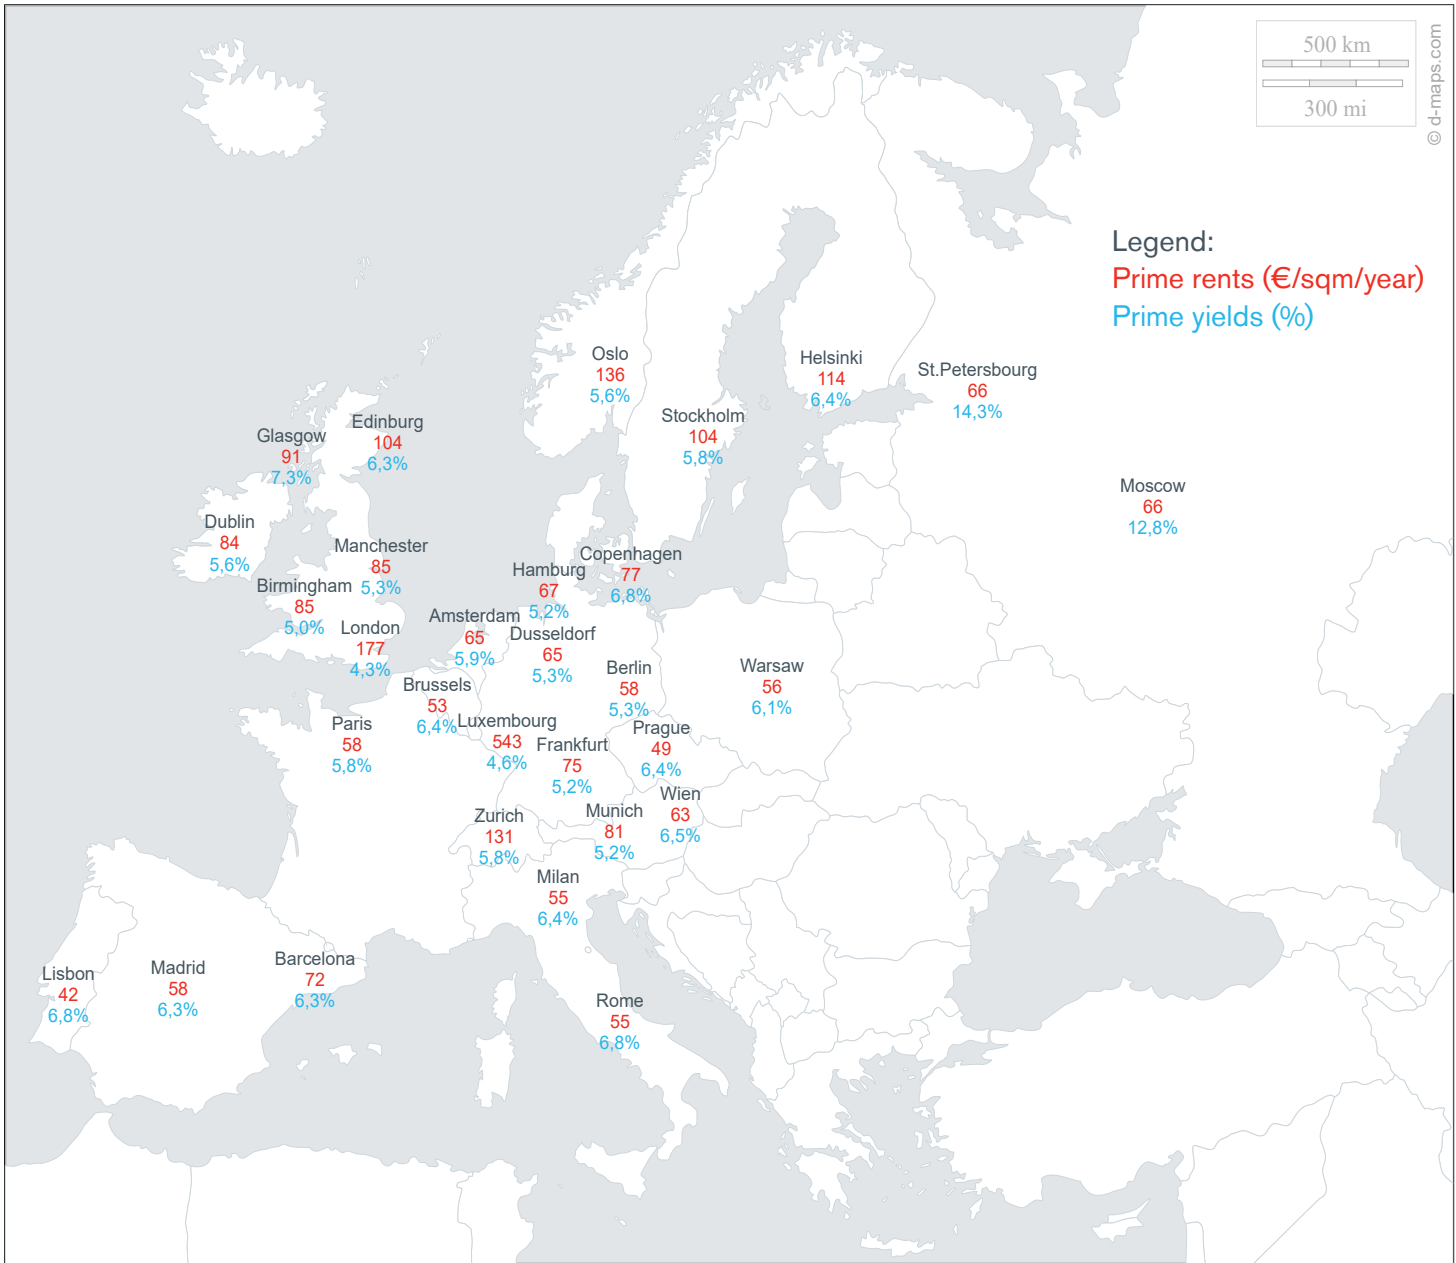 500 km
300 mi
© d-maps.com
Legend:
Prime rents (€/sqm/year)
Prime yields (%)
Oslo
136
5,6%
Helsinki
114
6,4%
St.Petersbourg
66
14,3%
Stockholm
104
5,8%
Edinburg
104
6,3%
Glasgow
91
7,3%
Moscow
66
12,8%
Dublin
84
5,6%
Manchester
85
5,3%
Copenhagen
77
6,8%
Hamburg
67
5,2%
Birmingham
85
5,0%
Amsterdam
65
5,9%
London
177
4,3%
Dusseldorf
65
5,3%
Berlin
58
5,3%
Warsaw
56
6,1%
Brussels
53
6,4%
Luxembourg
543
4,6%
Paris
58
5,8%
Prague
49
6,4%
Frankfurt
75
5,2%
Wien
63
6,5%
Munich
81
5,2%
Zurich
131
5,8%
Milan
55
6,4%
Barcelona
72
6,3%
Madrid
58
6,3%
Lisbon
42
6,8%
Rome
55
6,8%